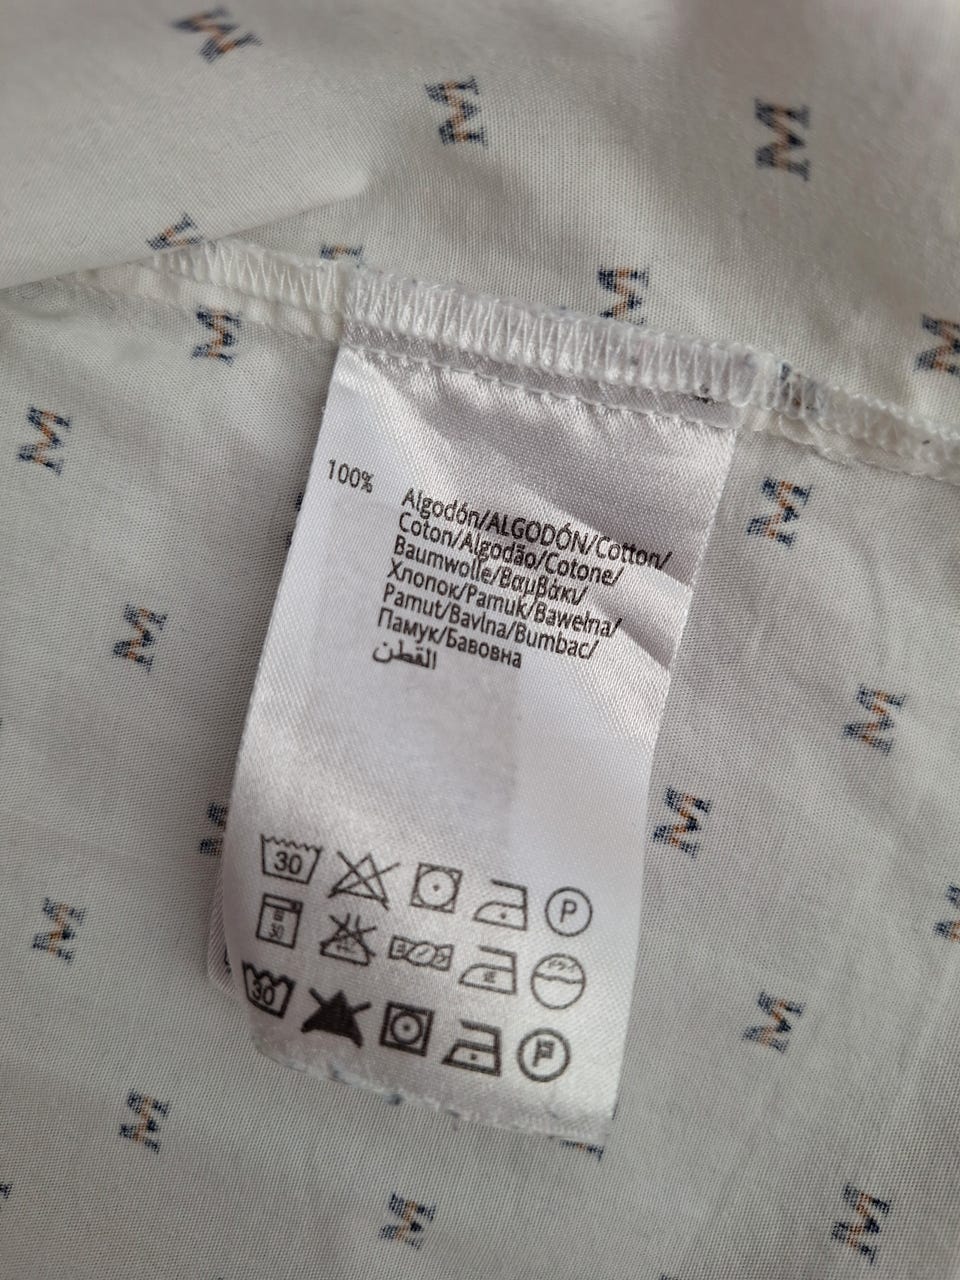 100% Algodón/ALGODÓN/Cotton/
Coton/Algodão/Cotone/
Baumwolle/Βαμβάκι/
Хлопок/Pamuk/Bawełna/
Pamut/Bavlna/Bumbac/
Памук/Бавовна
القطن
30
P
30
30
P